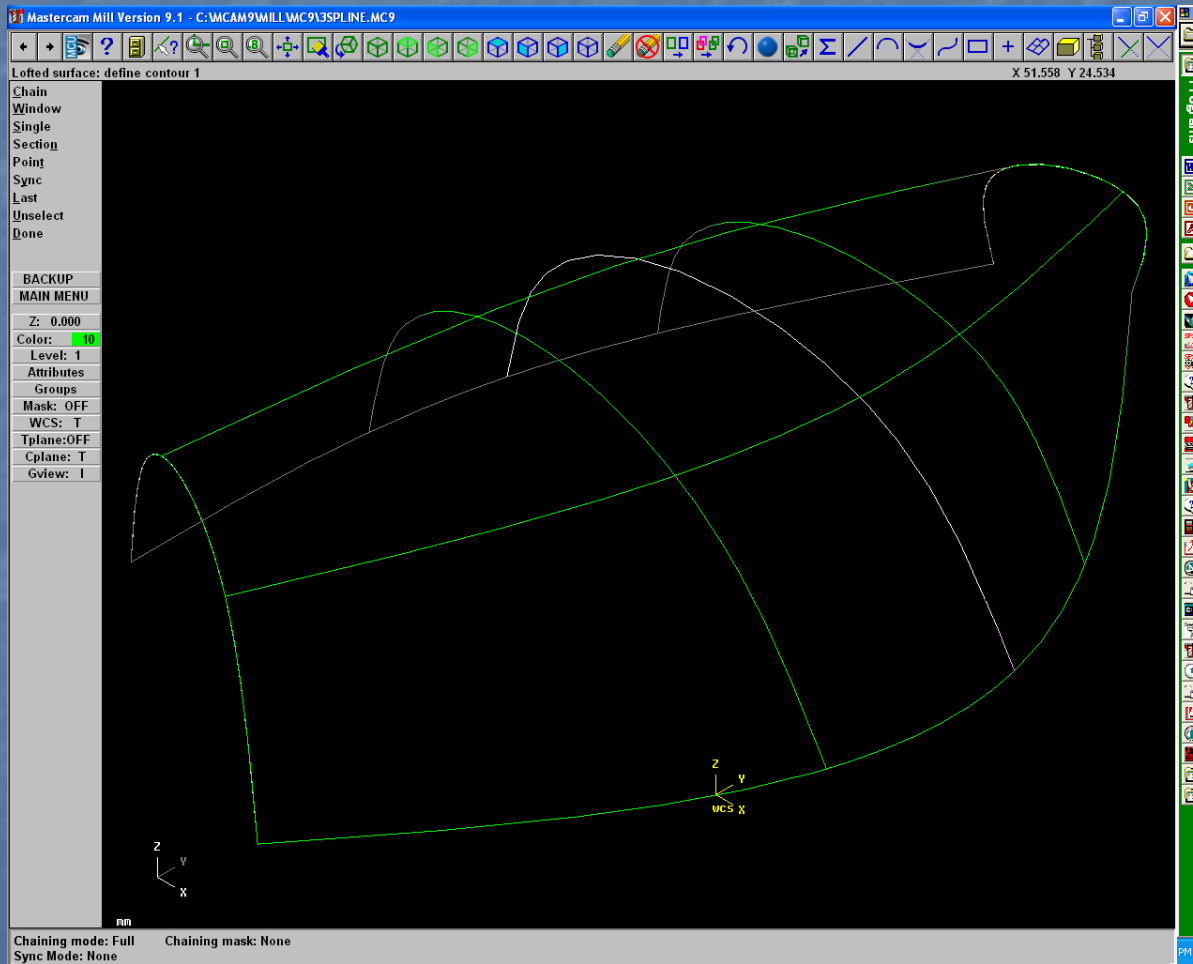 Mastercam Mill Version 9.1 - C:\MCAM9\MILL\MC9\3SPLINE.MC9
MCU ?
8
Lofted surface: define contour 1
X 51.558 Y 24.534
Chain
Window
Single
Section
Point
Sync
Last
Unselect
Done
BACKUP
MAIN MENU
Z: 0.000
Color: 10
Level: 1
Attributes
Groups
Mask: OFF
WCS: T
Tplane:OFF
Cplane: T
Gview: I
Z
Y
WCS X
Z
Y
X
mm
Chaining mode: Full Chaining mask: None
Sync Mode: None
PM